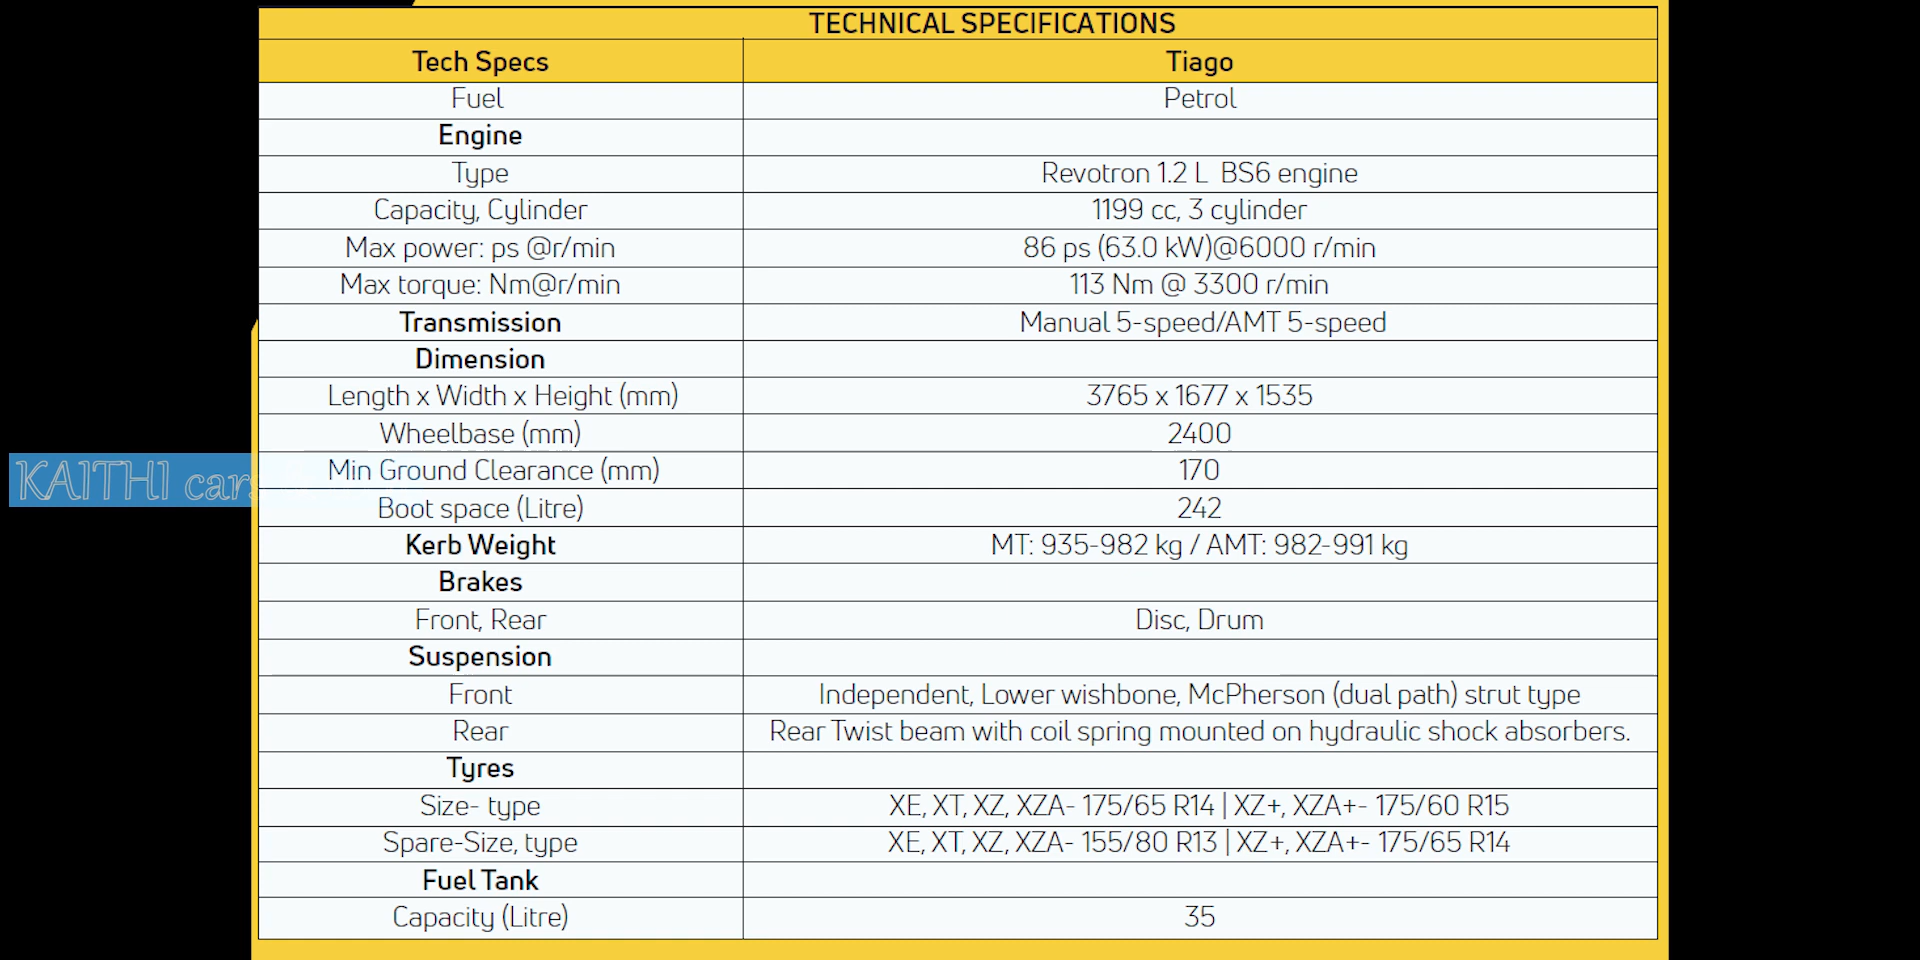 TECHNICAL SPECIFICATIONS
Tech Specs Tiago
Fuel Petrol
Engine
Type Revotron 1.2 L BS6 engine
Capacity, Cylinder 1199 cc, 3 cylinder
Max power: ps @r/min 86 ps (63.0 kW)@6000 r/min
Max torque: Nm@r/min 113 Nm @ 3300 r/min
Transmission Manual 5-speed/AMT 5-speed
Dimension
Length x Width x Height (mm) 3765 x 1677 x 1535
Wheelbase (mm) 2400
Min Ground Clearance (mm) 170
KAITHI cars
Boot space (Litre) 242
Kerb Weight MT: 935-982 kg / AMT: 982-991 kg
Brakes
Front, Rear Disc, Drum
Suspension
Front Independent, Lower wishbone, McPherson (dual path) strut type
Rear Rear Twist beam with coil spring mounted on hydraulic shock absorbers.
Tyres
Size- type XE, XT, XZ, XZA- 175/65 R14 | XZ+, XZA+- 175/60 R15
Spare-Size, type XE, XT, XZ, XZA- 155/80 R13 | XZ+, XZA+- 175/65 R14
Fuel Tank
Capacity (Litre) 35